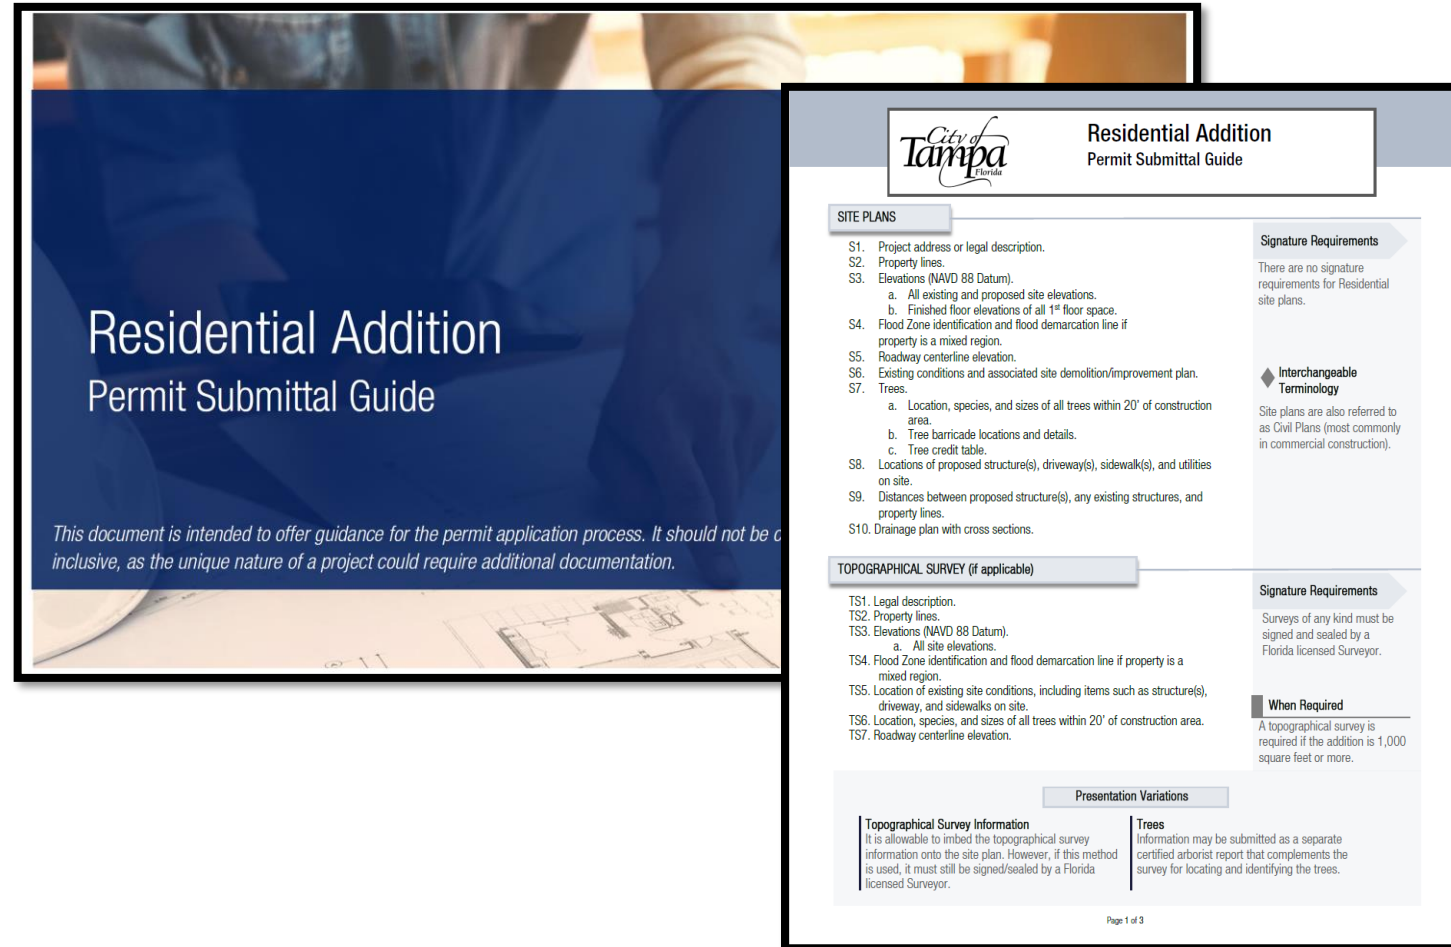 Residential Addition
Permit Submittal Guide
This document is intended to offer guidance for the permit application process. It should not be c
inclusive, as the unique nature of a project could require additional documentation.
City of
Tampa
Florida
Residential Addition
Permit Submittal Guide
SITE PLANS
S1. Project address or legal description.
S2. Property lines.
S3. Elevations (NAVD 88 Datum).
a. All existing and proposed site elevations.
b. Finished floor elevations of all 1st floor space.
S4. Flood Zone identification and flood demarcation line if
property is a mixed region.
S5. Roadway centerline elevation.
S6. Existing conditions and associated site demolition/improvement plan.
S7. Trees.
a. Location, species, and sizes of all trees within 20' of construction
area.
b. Tree barricade locations and details.
c. Tree credit table.
S8. Locations of proposed structure(s), driveway(s), sidewalk(s), and utilities
on site.
S9. Distances between proposed structure(s), any existing structures, and
property lines.
S10. Drainage plan with cross sections.
Signature Requirements
There are no signature
requirements for Residential
site plans.
Interchangeable
Terminology
Site plans are also referred to
as Civil Plans (most commonly
in commercial construction).
TOPOGRAPHICAL SURVEY (if applicable)
TS1. Legal description.
TS2. Property lines.
TS3. Elevations (NAVD 88 Datum).
a. All site elevations.
TS4. Flood Zone identification and flood demarcation line if property is a
mixed region.
TS5. Location of existing site conditions, including items such as structure(s),
driveway, and sidewalks on site.
TS6. Location, species, and sizes of all trees within 20' of construction area.
TS7. Roadway centerline elevation.
Signature Requirements
Surveys of any kind must be
signed and sealed by a
Florida licensed Surveyor.
When Required
A topographical survey is
required if the addition is 1,000
square feet or more.
Presentation Variations
Topographical Survey Information
It is allowable to imbed the topographical survey
information onto the site plan. However, if this method
is used, it must still be signed/sealed by a Florida
licensed Surveyor.
Trees
Information may be submitted as a separate
certified arborist report that complements the
survey for locating and identifying the trees.
Page 1 of 3